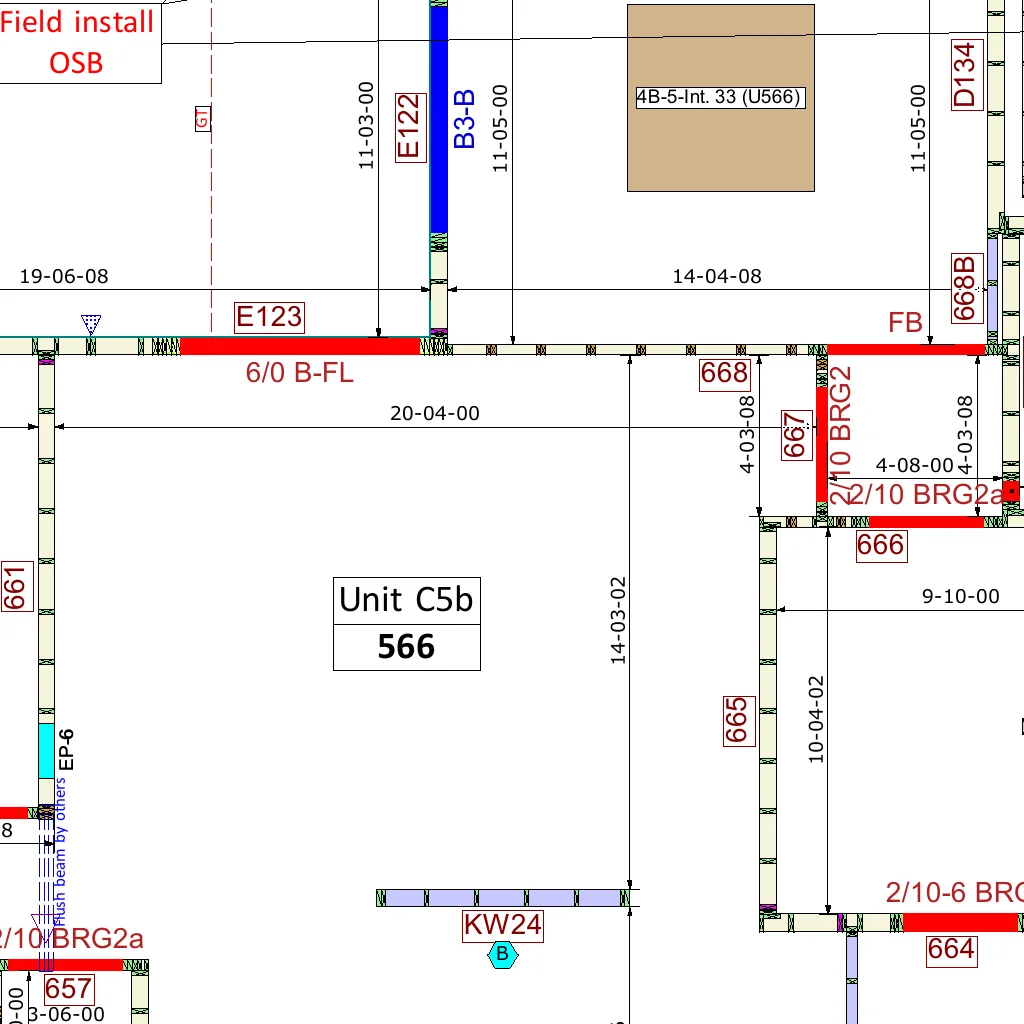 Field install
OSB
GT
11-03-00
E122
B3-B
11-05-00
4B-5-Int. 33 (U566)
11-05-00
D134
19-06-08
14-04-08
668B
E123
FB
6/0 B-FL
668
20-04-00
4-03-08
667
2/10 BRG2
4-08-00
4-03-08
2/10 BRG2a
666
661
Unit C5b
566
14-03-02
9-10-00
665
10-04-02
EP-6
Flush beam by others
8
2/10-6 BRG
KW24
B
2/10 BRG2a
664
657
3-06-00